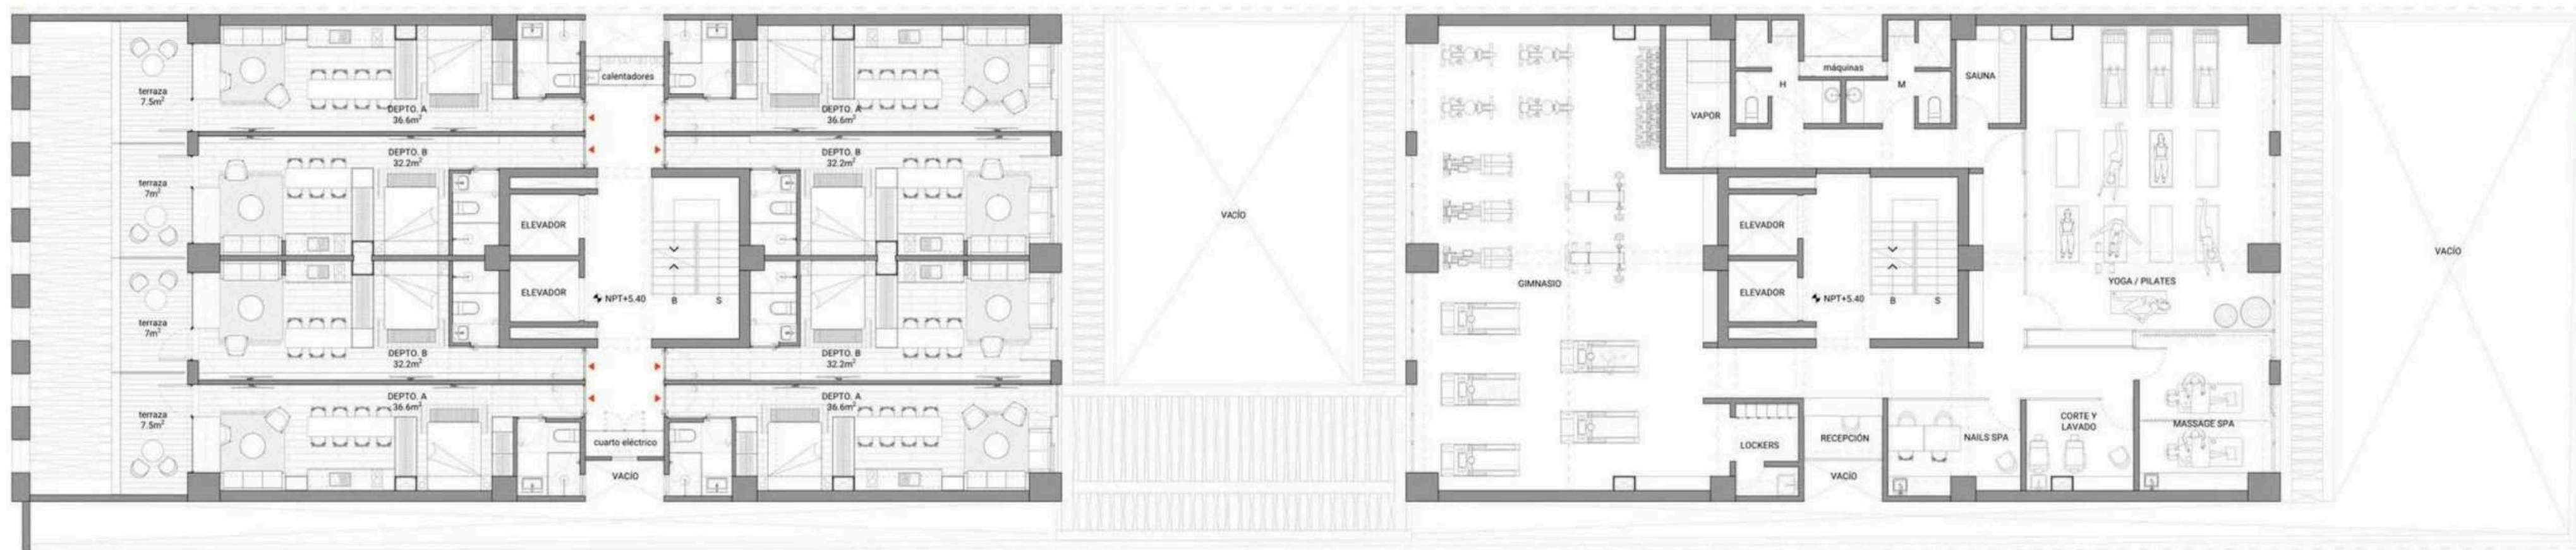 calentadores
terraza
7.5m²
DEPTO. A
36.6m²
DEPTO. A
36.6m²
DEPTO. B
32.2m²
DEPTO. B
32.2m²
terraza
7m²
ELEVADOR
ELEVADOR
NPT+5.40
B
S
terraza
7m²
DEPTO. B
32.2m²
DEPTO. B
32.2m²
DEPTO. A
36.6m²
DEPTO. A
36.6m²
terraza
7.5m²
cuarto eléctrico
VACÍO
VACÍO
GIMNASIO
VAPOR
H
máquinas
M
SAUNA
ELEVADOR
ELEVADOR
NPT+5.40
B
S
YOGA / PILATES
LOCKERS
RECEPCIÓN
VACÍO
NAILS SPA
CORTE Y
LAVADO
MASSAGE SPA
VACÍO